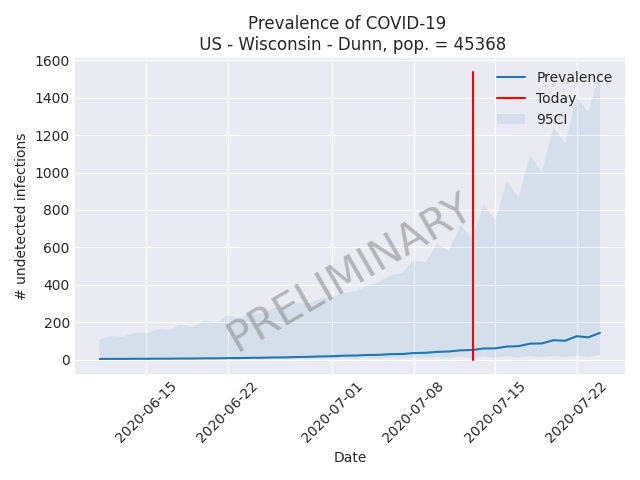 Prevalence of COVID-19
US - Wisconsin - Dunn, pop. = 45368
1600
1400
1200
1000
800
600
400
200
0
# undetected infections
Prevalence
Today
95CI
PRELIMINARY
2020-06-15
2020-06-22
2020-07-01
2020-07-08
2020-07-15
2020-07-22
Date